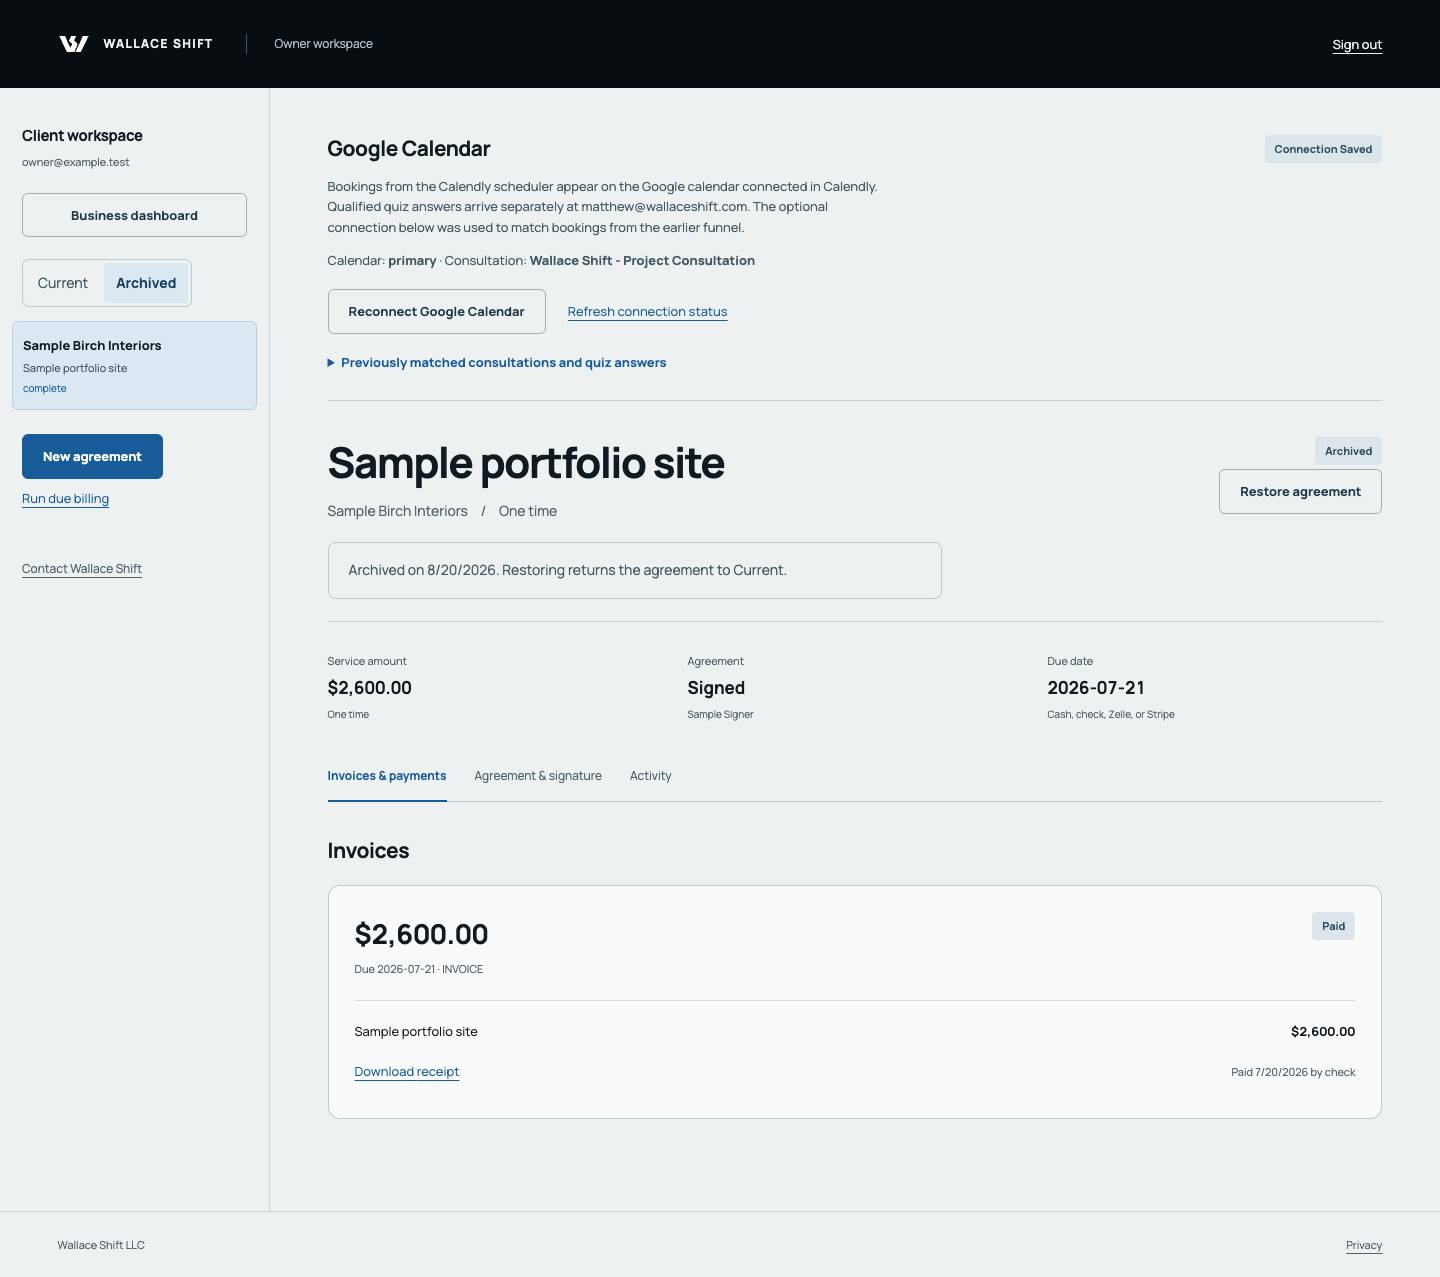 WALLACE SHIFT
Owner workspace
Sign out
Client workspace
owner@example.test
Business dashboard
Current
Archived
Sample Birch Interiors
Sample portfolio site
complete
New agreement
Run due billing
Contact Wallace Shift
Google Calendar
Connection Saved
Bookings from the Calendly scheduler appear on the Google calendar connected in Calendly.
Qualified quiz answers arrive separately at matthew@wallaceshift.com. The optional
connection below was used to match bookings from the earlier funnel.
Calendar: primary · Consultation: Wallace Shift - Project Consultation
Reconnect Google Calendar
Refresh connection status
Previously matched consultations and quiz answers
Sample portfolio site
Archived
Restore agreement
Sample Birch Interiors / One time
Archived on 8/20/2026. Restoring returns the agreement to Current.
Service amount
$2,600.00
One time
Agreement
Signed
Sample Signer
Due date
2026-07-21
Cash, check, Zelle, or Stripe
Invoices & payments
Agreement & signature
Activity
Invoices
$2,600.00
Paid
Due 2026-07-21 · INVOICE
Sample portfolio site
$2,600.00
Download receipt
Paid 7/20/2026 by check
Wallace Shift LLC
Privacy